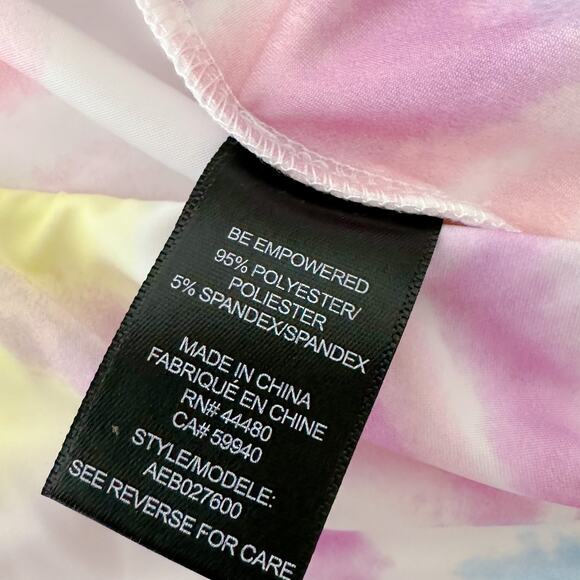 BE EMPOWERED
95% POLYESTER/
POLIESTER
5% SPANDEX/SPANDEX
MADE IN CHINA
FABRIQUÉ EN CHINE
RN# 44480
CA# 59940
STYLE/MODELE:
AEB027600
SEE REVERSE FOR CARE